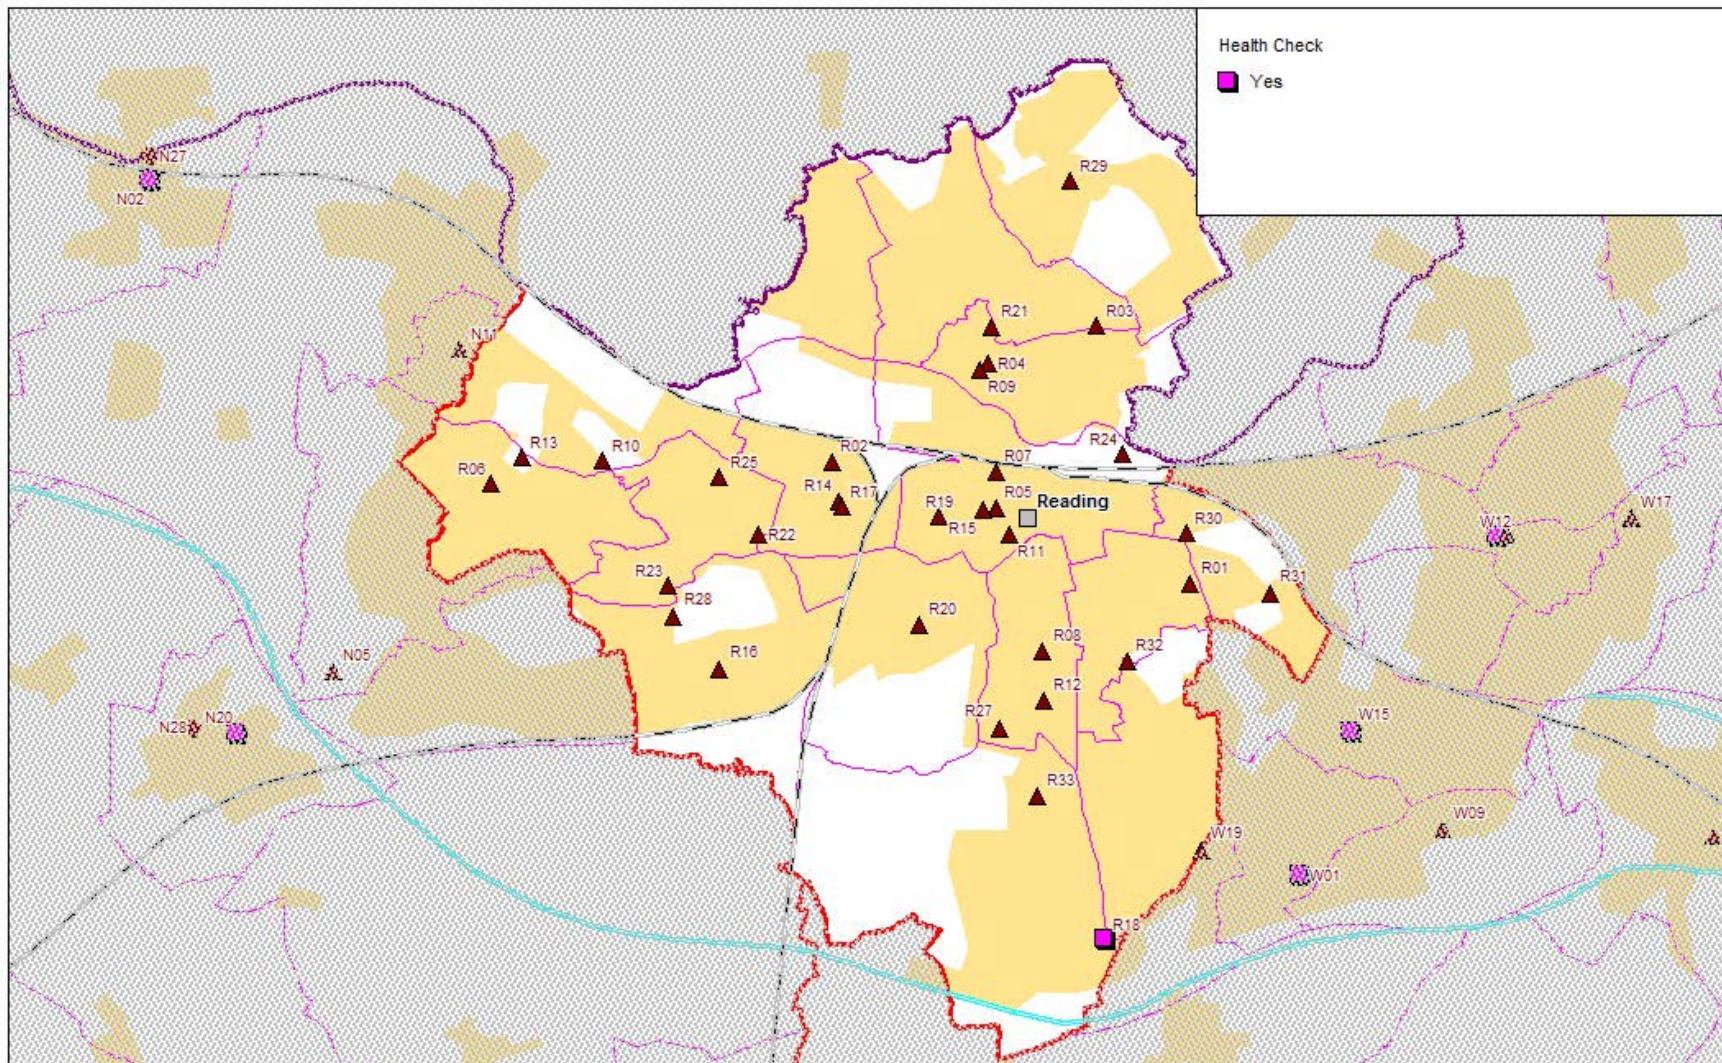 Health Check
Yes
N27
N02
R29
R21
R03
N11
R04
R09
R24
R13
R10
R02
R06
R25
R07
R14
R17
R19
R05
Reading
W17
R15
W12
R22
R11
R30
R23
R01
R31
R28
R20
R16
R08
R32
N05
R12
N28
N20
R27
W15
R33
W19
W09
W01
R18